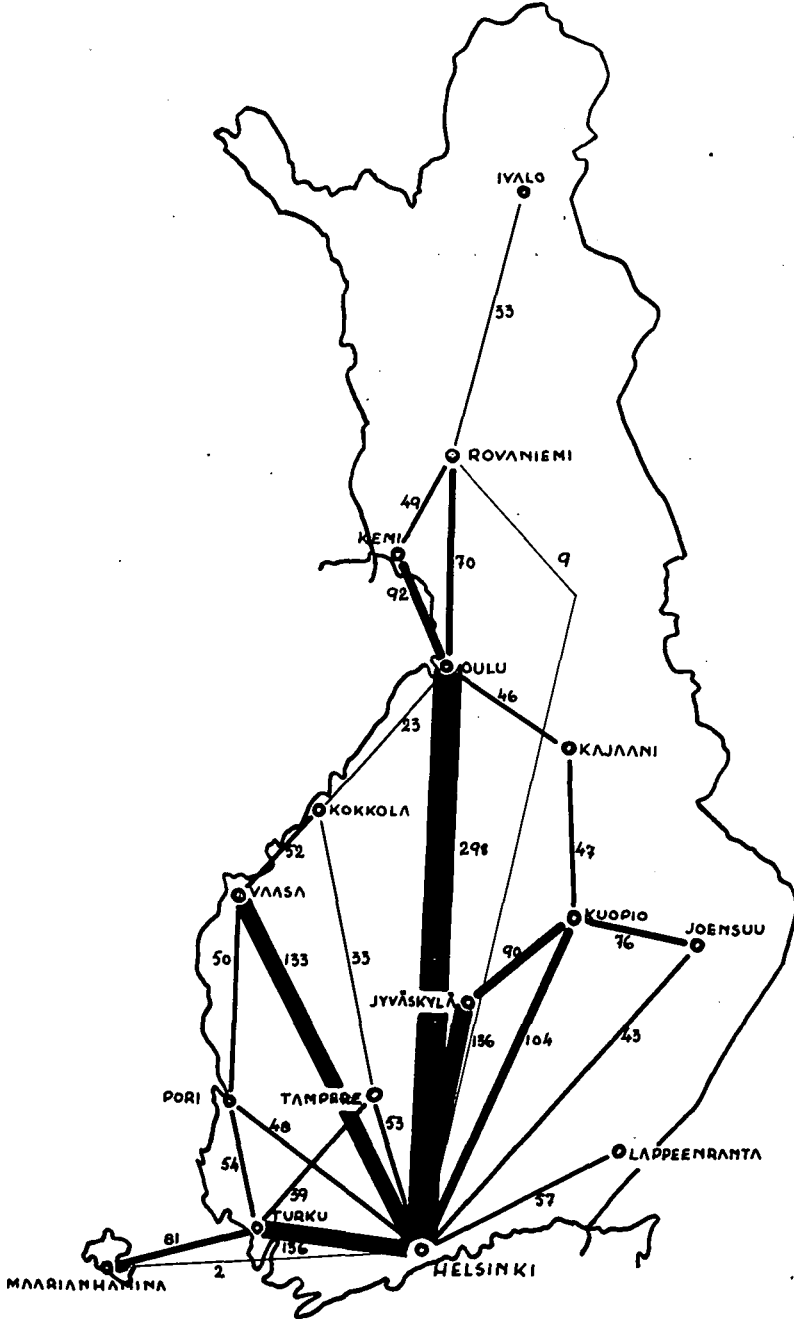 IVALO
33
ROVANIEMI
49
KEMI
70
9
92
OULU
46
23
KAJAANI
KOKKOLA
52
298
47
VAASA
KUOPIO
JOENSUU
50
133
33
90
76
JYVÄSKYLÄ
136
104
43
PORI
TAMPERE
48
53
54
39
LAPPEENRANTA
37
TURKU
81
136
2
HELSINKI
MAARIANHAMINA